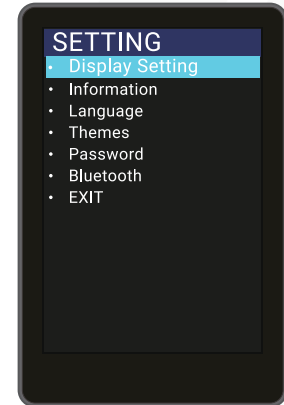 SETTING
· Display Setting
· Information
· Language
· Themes
· Password
· Bluetooth
· EXIT